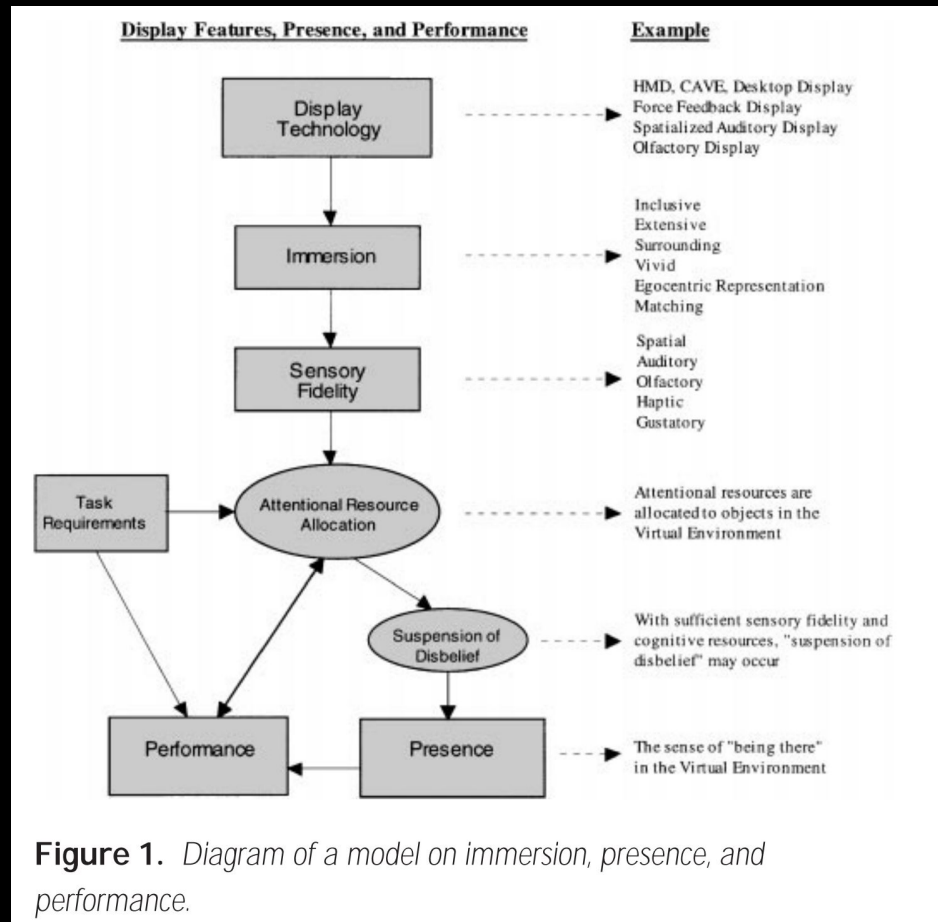 Display Features, Presence, and Performance
Example
Display
Technology
HMD, CAVE, Desktop Display
Force Feedback Display
Spatialized Auditory Display
Olfactory Display
Immersion
Inclusive
Extensive
Surrounding
Vivid
Egocentric Representation
Matching
Sensory
Fidelity
Spatial
Auditory
Olfactory
Haptic
Gustatory
Task
Requirements
Attentional Resource
Allocation
Attentional resources are
allocated to objects in the
Virtual Environment
Suspension of
Disbelief
With sufficient sensory fidelity and
cognitive resources, "suspension of
disbelief" may occur
Performance
Presence
The sense of "being there"
in the Virtual Environment
Figure 1. Diagram of a model on immersion, presence, and
performance.